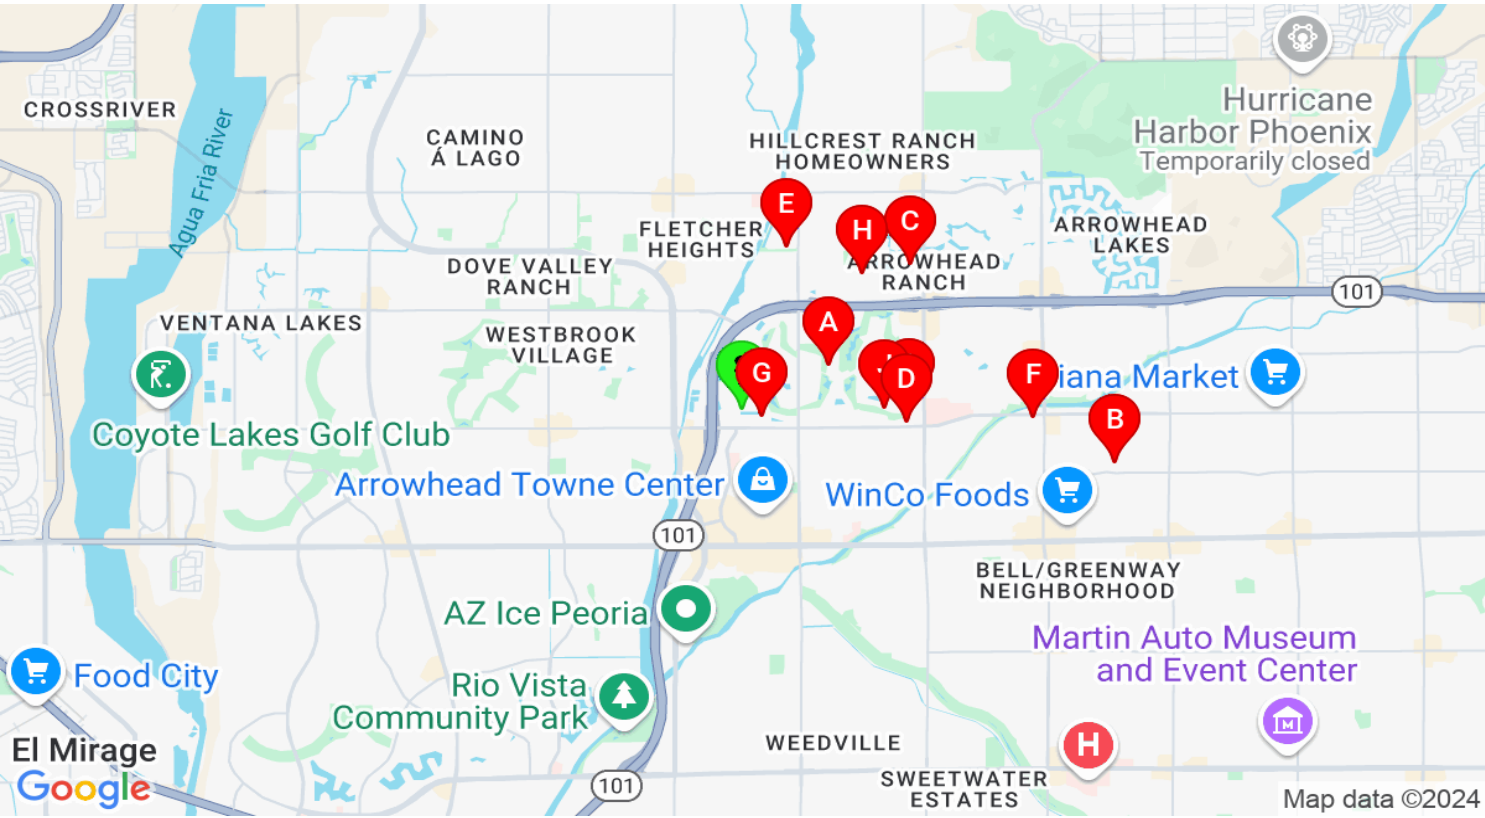 CROSSRIVER
Agua Fria River
CAMINO
Á LAGO
HILLCREST RANCH
HOMEOWNERS
Hurricane
Harbor Phoenix
Temporarily closed
E
H
C
FLETCHER
HEIGHTS
ARROWHEAD
LAKES
ARROWHEAD
RANCH
DOVE VALLEY
RANCH
101
VENTANA LAKES
WESTBROOK
VILLAGE
A
G
D
F
iana Market
B
Coyote Lakes Golf Club
Arrowhead Towne Center
WinCo Foods
101
BELL/GREENWAY
NEIGHBORHOOD
AZ Ice Peoria
Martin Auto Museum
and Event Center
Food City
Rio Vista
Community Park
M
El Mirage
Google
WEEDVILLE
H
SWEETWATER
ESTATES
101
Map data ©2024